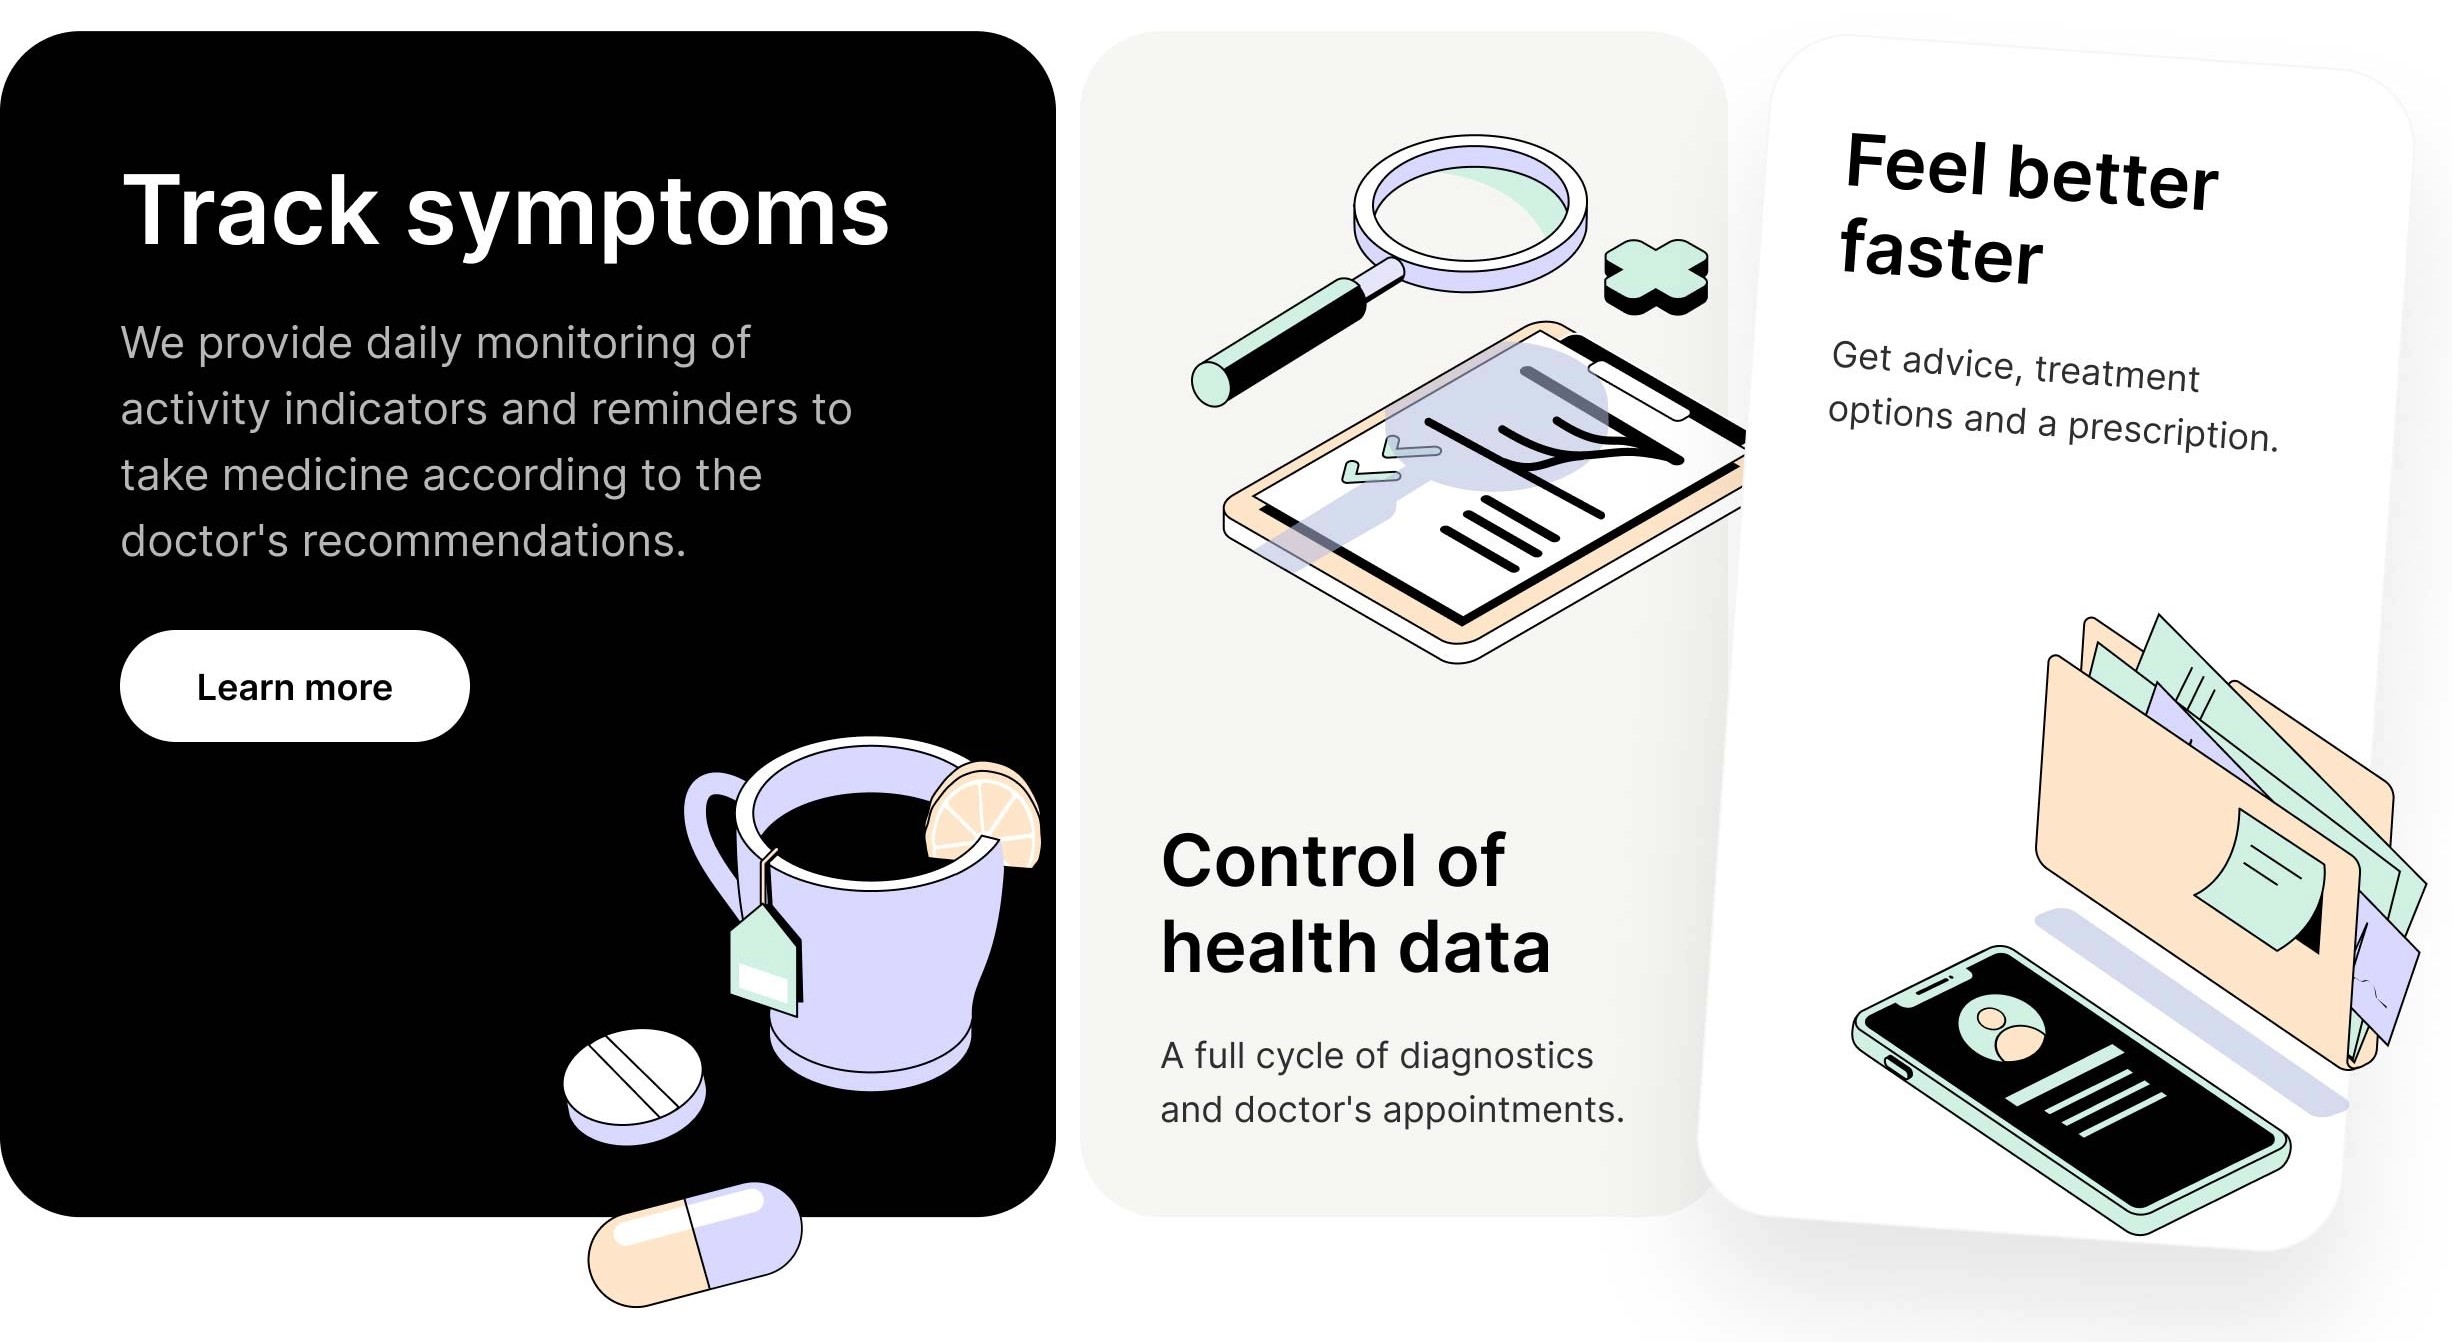 Track symptoms
We provide daily monitoring of
activity indicators and reminders to
take medicine according to the
doctor's recommendations.
Learn more
Control of
health data
A full cycle of diagnostics
and doctor's appointments.
Feel better
faster
Get advice, treatment
options and a prescription.